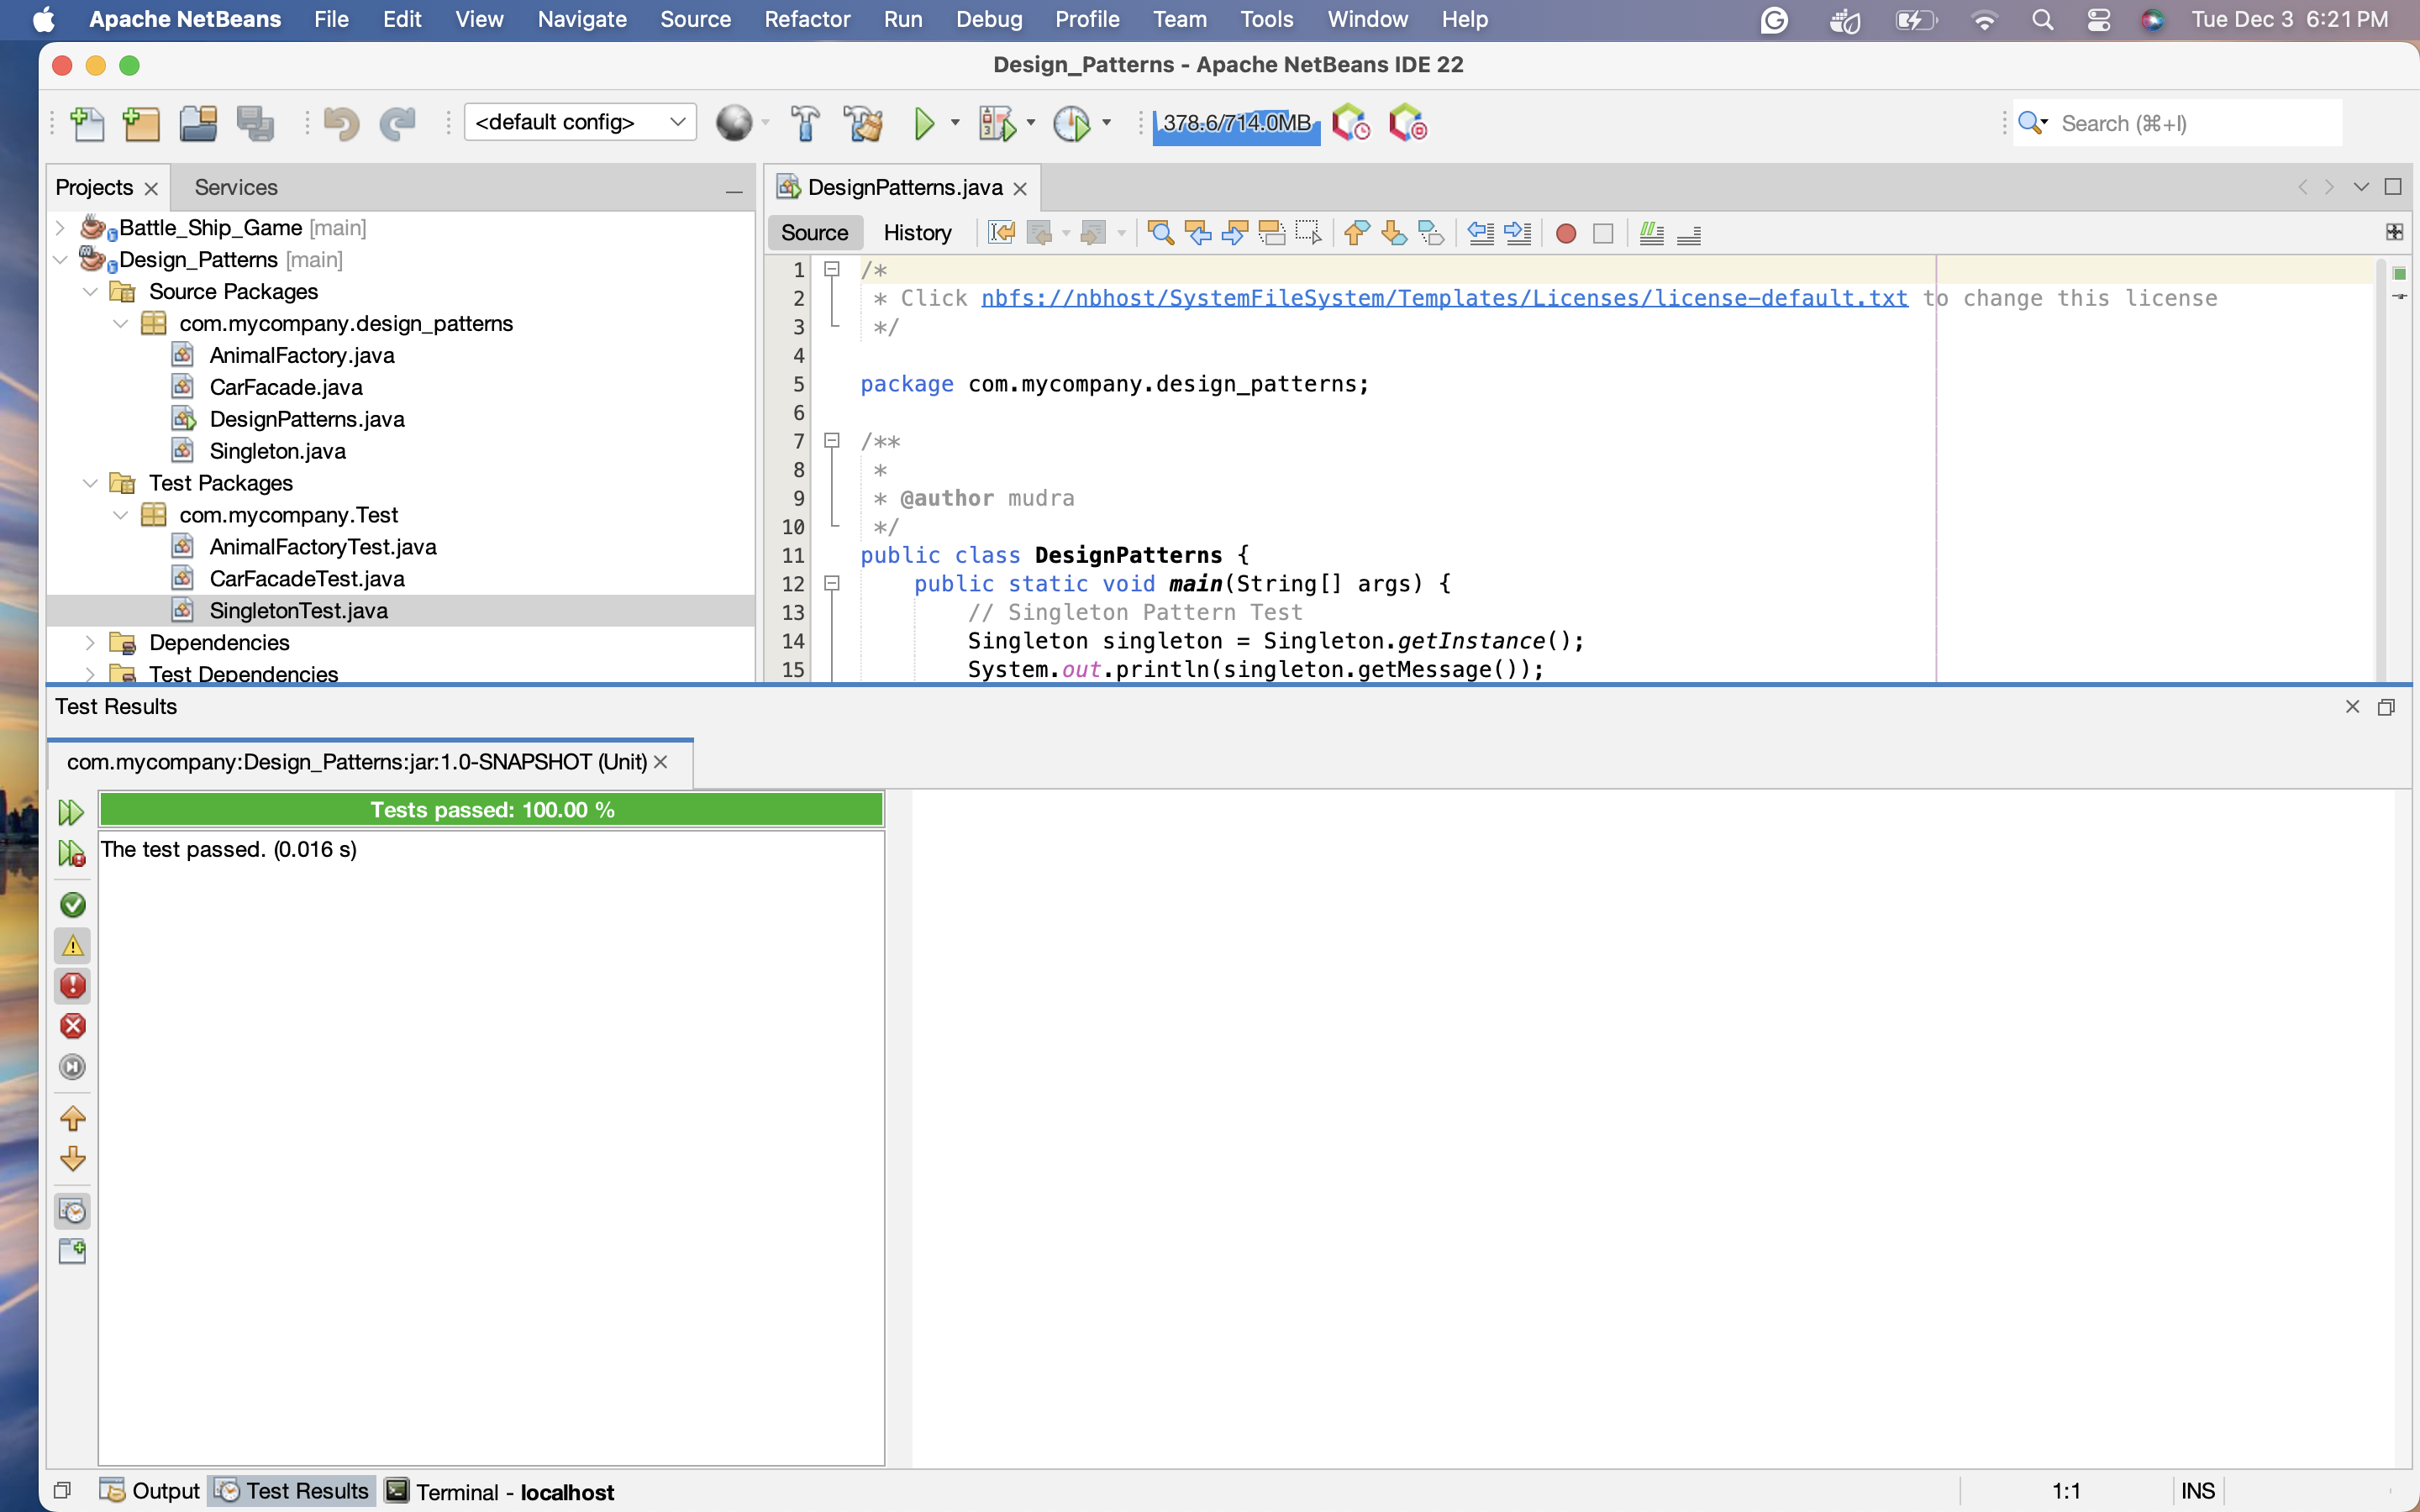 Apache NetBeans File Edit View Navigate Source Refactor Run Debug Profile Team Tools Window Help Tue Dec 3 6:21 PM
Design_Patterns - Apache NetBeans IDE 22
<default config> 378.6/714.0MB Search (⌘+I)
Projects Services DesignPatterns.java
Source History
Battle_Ship_Game [main]
Design_Patterns [main]
Source Packages
com.mycompany.design_patterns
AnimalFactory.java
CarFacade.java
DesignPatterns.java
Singleton.java
Test Packages
com.mycompany.Test
AnimalFactoryTest.java
CarFacadeTest.java
SingletonTest.java
Dependencies
Test Dependencies
1 /*
2 * Click nbfs://nbhost/SystemFileSystem/Templates/Licenses/license-default.txt to change this license
3 */
4
5 package com.mycompany.design_patterns;
6
7 /**
8 *
9 * @author mudra
10 */
11 public class DesignPatterns {
12 public static void main(String[] args) {
13 // Singleton Pattern Test
14 Singleton singleton = Singleton.getInstance();
15 System.out.println(singleton.getMessage());
Test Results
com.mycompany:Design_Patterns:jar:1.0-SNAPSHOT (Unit)
Tests passed: 100.00 %
The test passed. (0.016 s)
Output Test Results Terminal - localhost 1:1 INS